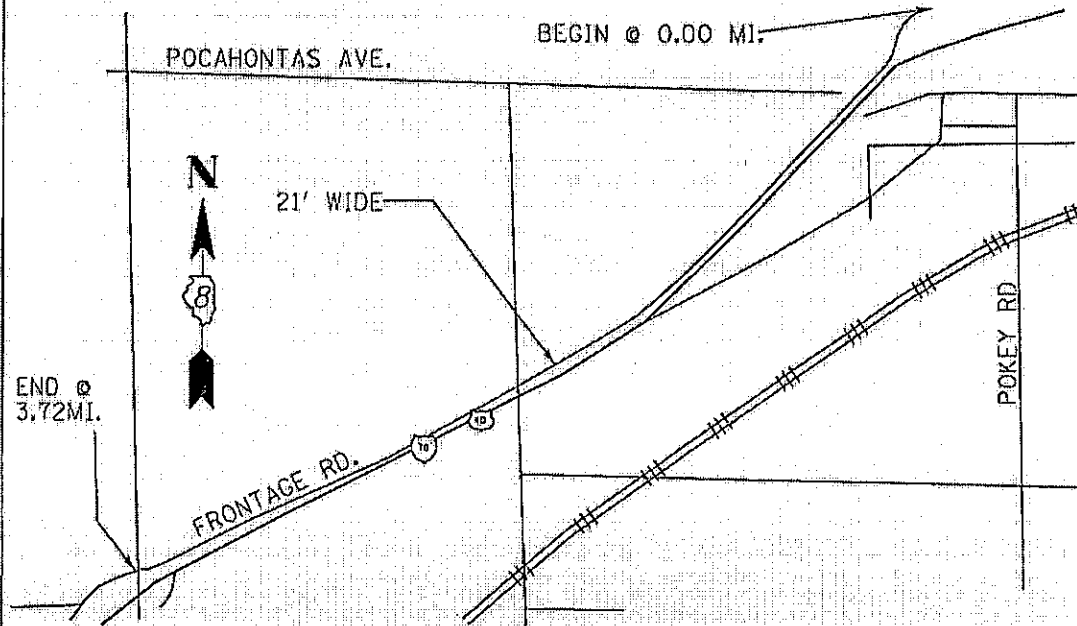 BEGIN @ 0.00 MI.
POCAHONTAS AVE.
N
21' WIDE
8
POKEY RD
END @
3.72MI.
FRONTAGE RD.
70
40